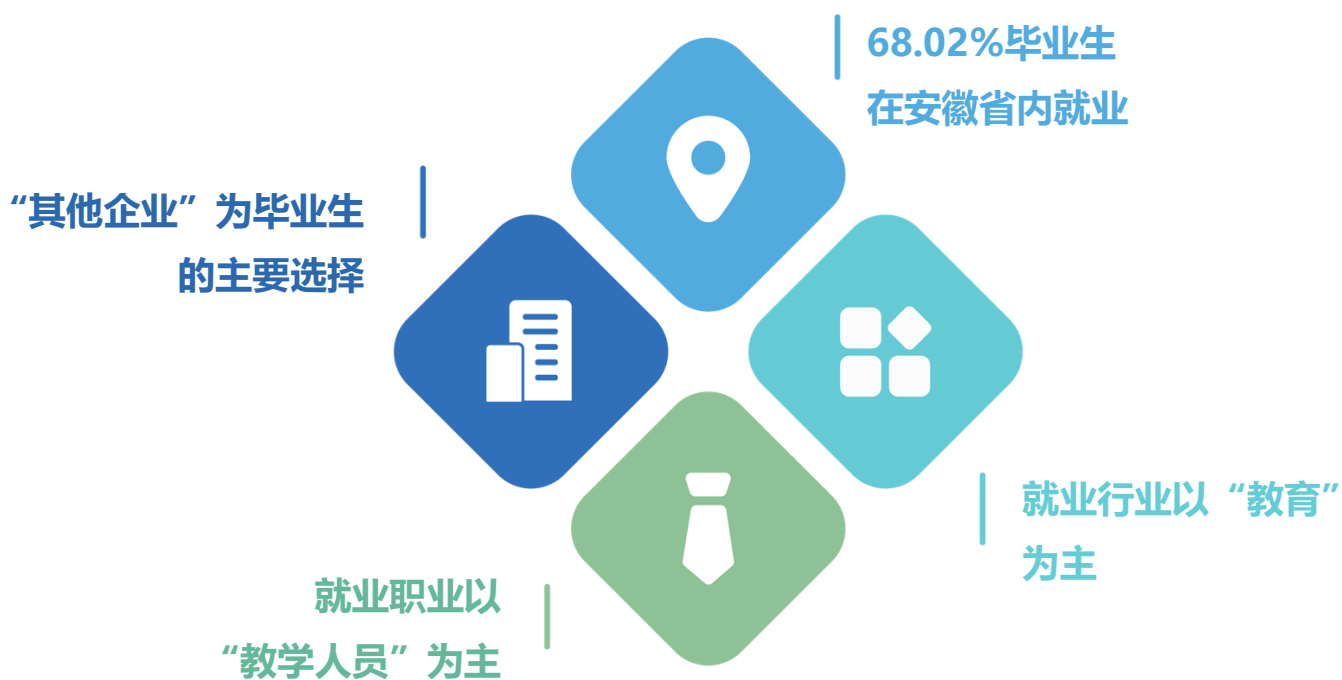 68.02%毕业生
在安徽省内就业
“其他企业”为毕业生
的主要选择
就业行业以“教育”
为主
就业职业以
“教学人员”为主